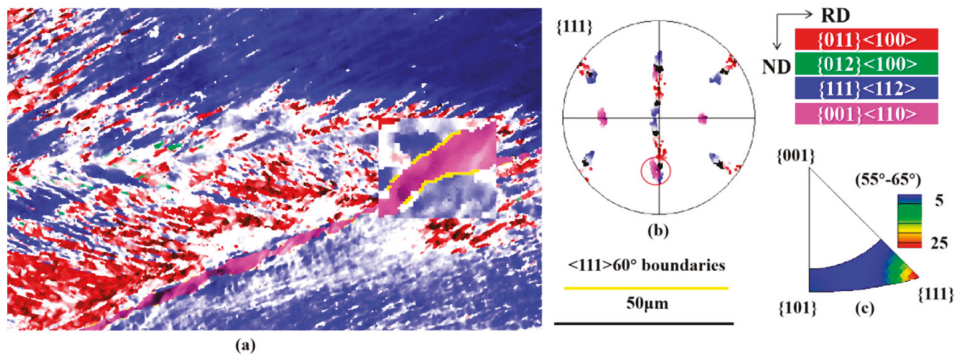 (a)
{111}
(b)
<111>60° boundaries
50μm
RD
ND
{011}<100>
{012}<100>
{111}<112>
{001}<110>
{001}
(55°-65°)
5
25
{101}
{111}
(c)